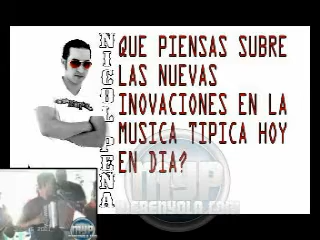 NICOL PEÑA
QUE PIENSAS SUBRE
LAS NUEVAS
INOVACIONES EN LA
MUSICA TIPICA HOY
EN DIA?